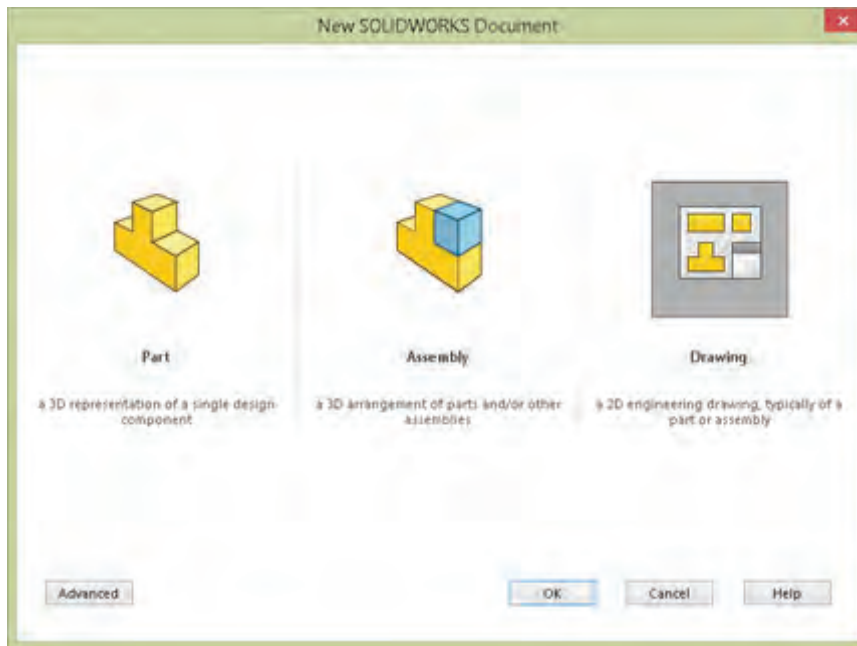 New SOLIDWORKS Document
Part
a 3D representation of a single design
component
Assembly
a 3D arrangement of parts and/or other
assemblies
Drawing
a 2D engineering drawing, typically of a
part or assembly
Advanced
OK
Cancel
Help